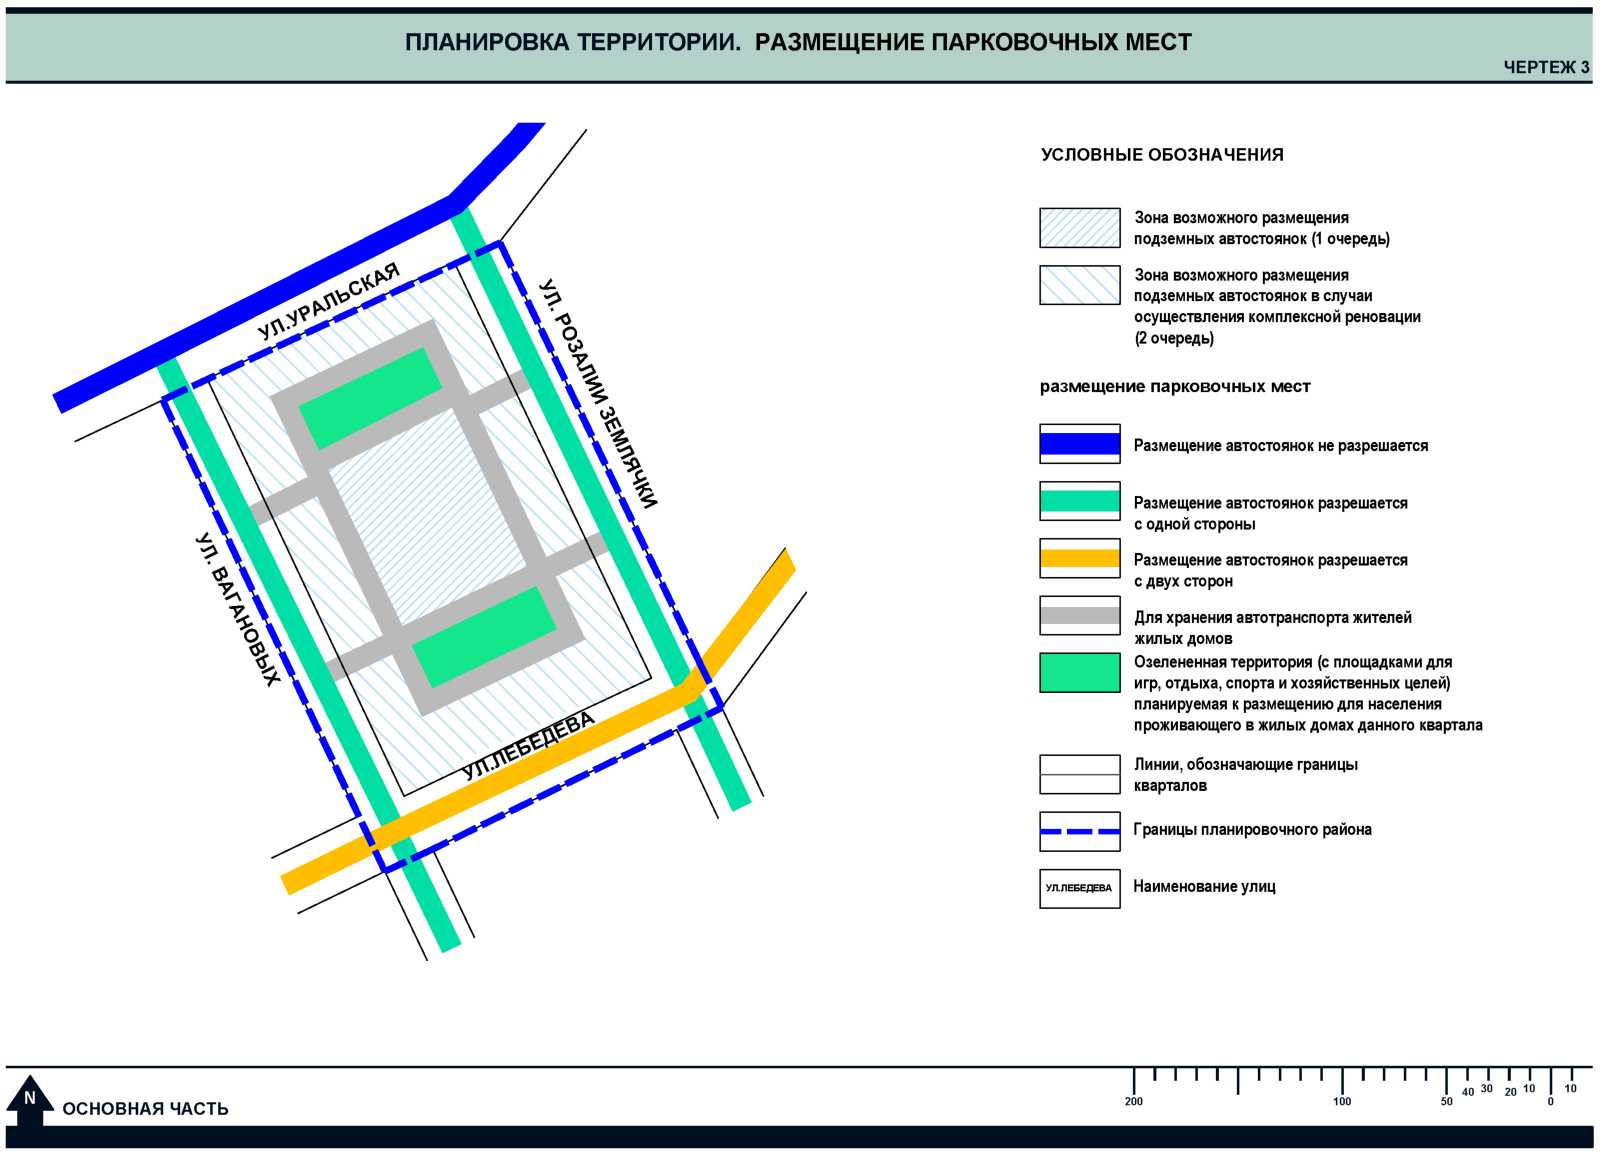 ПЛАНИРОВКА ТЕРРИТОРИИ. РАЗМЕЩЕНИЕ ПАРКОВОЧНЫХ МЕСТ
ЧЕРТЕЖ 3
УЛ.УРАЛЬСКАЯ
УЛ. РОЗАЛИИ ЗЕМЛЯЧКИ
УЛ. ВАГАНОВЫХ
УЛ.ЛЕБЕДЕВА
УСЛОВНЫЕ ОБОЗНАЧЕНИЯ
Зона возможного размещения
подземных автостоянок (1 очередь)
Зона возможного размещения
подземных автостоянок в случаи
осуществления комплексной реновации
(2 очередь)
размещение парковочных мест
Размещение автостоянок не разрешается
Размещение автостоянок разрешается
с одной стороны
Размещение автостоянок разрешается
с двух сторон
Для хранения автотранспорта жителей
жилых домов
Озелененная территория (с площадками для
игр, отдыха, спорта и хозяйственных целей)
планируемая к размещению для населения
проживающего в жилых домах данного квартала
Линии, обозначающие границы
кварталов
Границы планировочного района
УЛ.ЛЕБЕДЕВА
Наименование улиц
N
ОСНОВНАЯ ЧАСТЬ
200 100 50 40 30 20 10 0 10